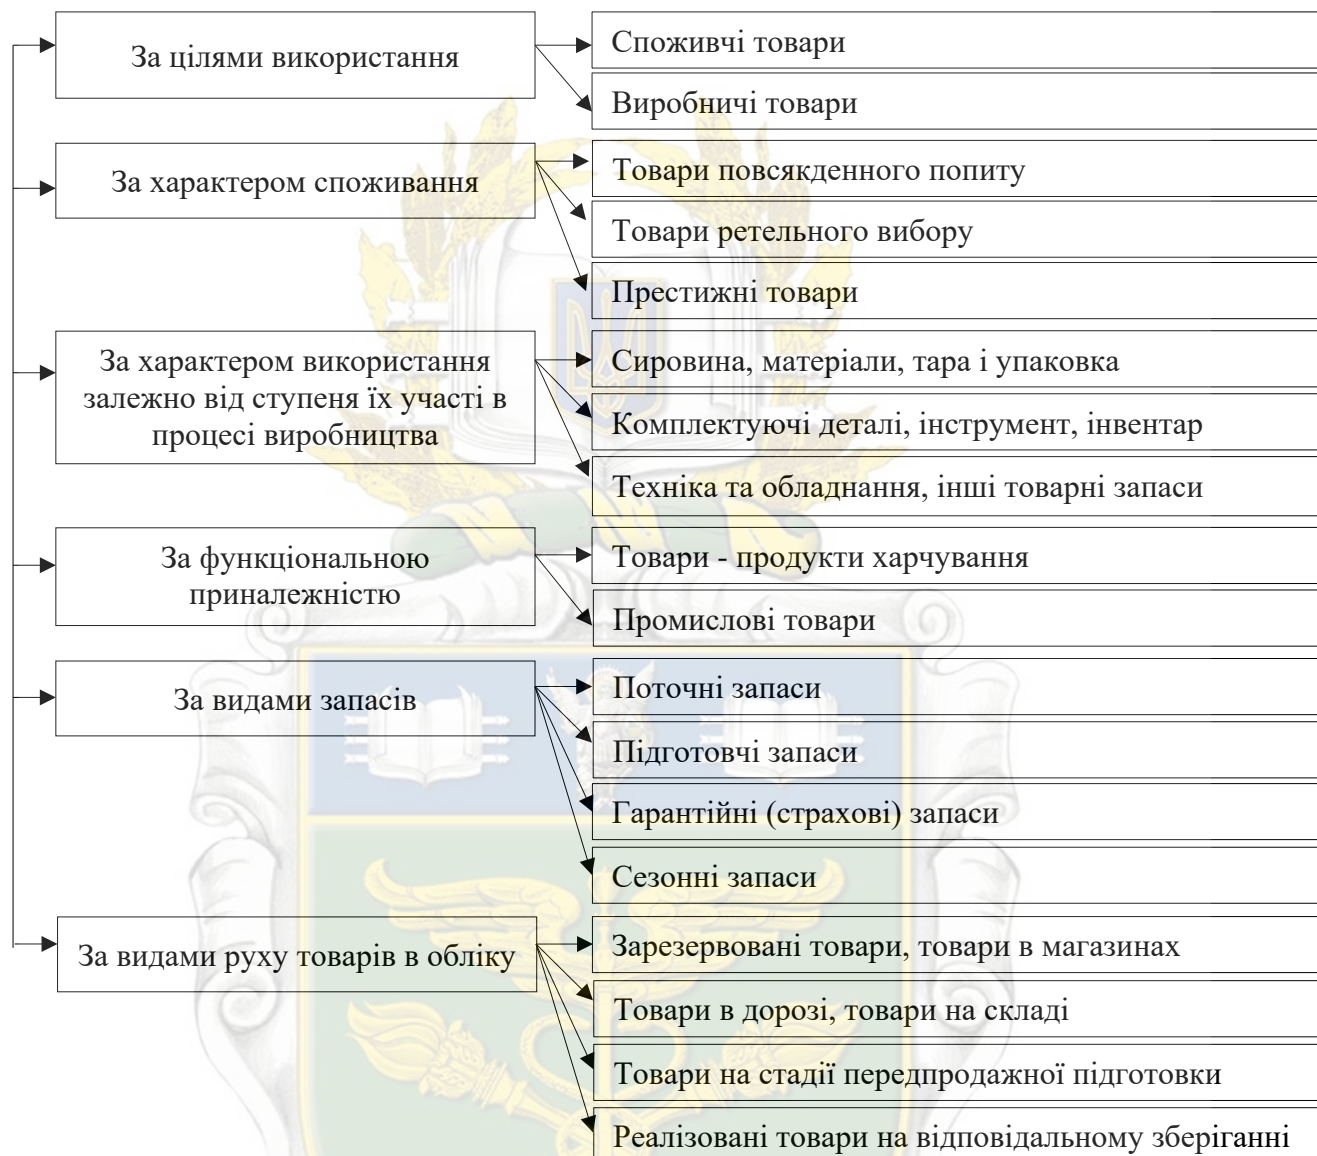 За цілями використання
Споживчі товари
Виробничі товари
За характером споживання
Товари повсякденного попиту
Товари ретельного вибору
Престижні товари
За характером використання
залежно від ступеня їх участі в
процесі виробництва
Сировина, матеріали, тара і упаковка
Комплектуючі деталі, інструмент, інвентар
Техніка та обладнання, інші товарні запаси
За функціональною
приналежністю
Товари - продукти харчування
Промислові товари
За видами запасів
Поточні запаси
Підготовчі запаси
Гарантійні (страхові) запаси
Сезонні запаси
За видами руху товарів в обліку
Зарезервовані товари, товари в магазинах
Товари в дорозі, товари на складі
Товари на стадії передпродажної підготовки
Реалізовані товари на відповідальному зберіганні